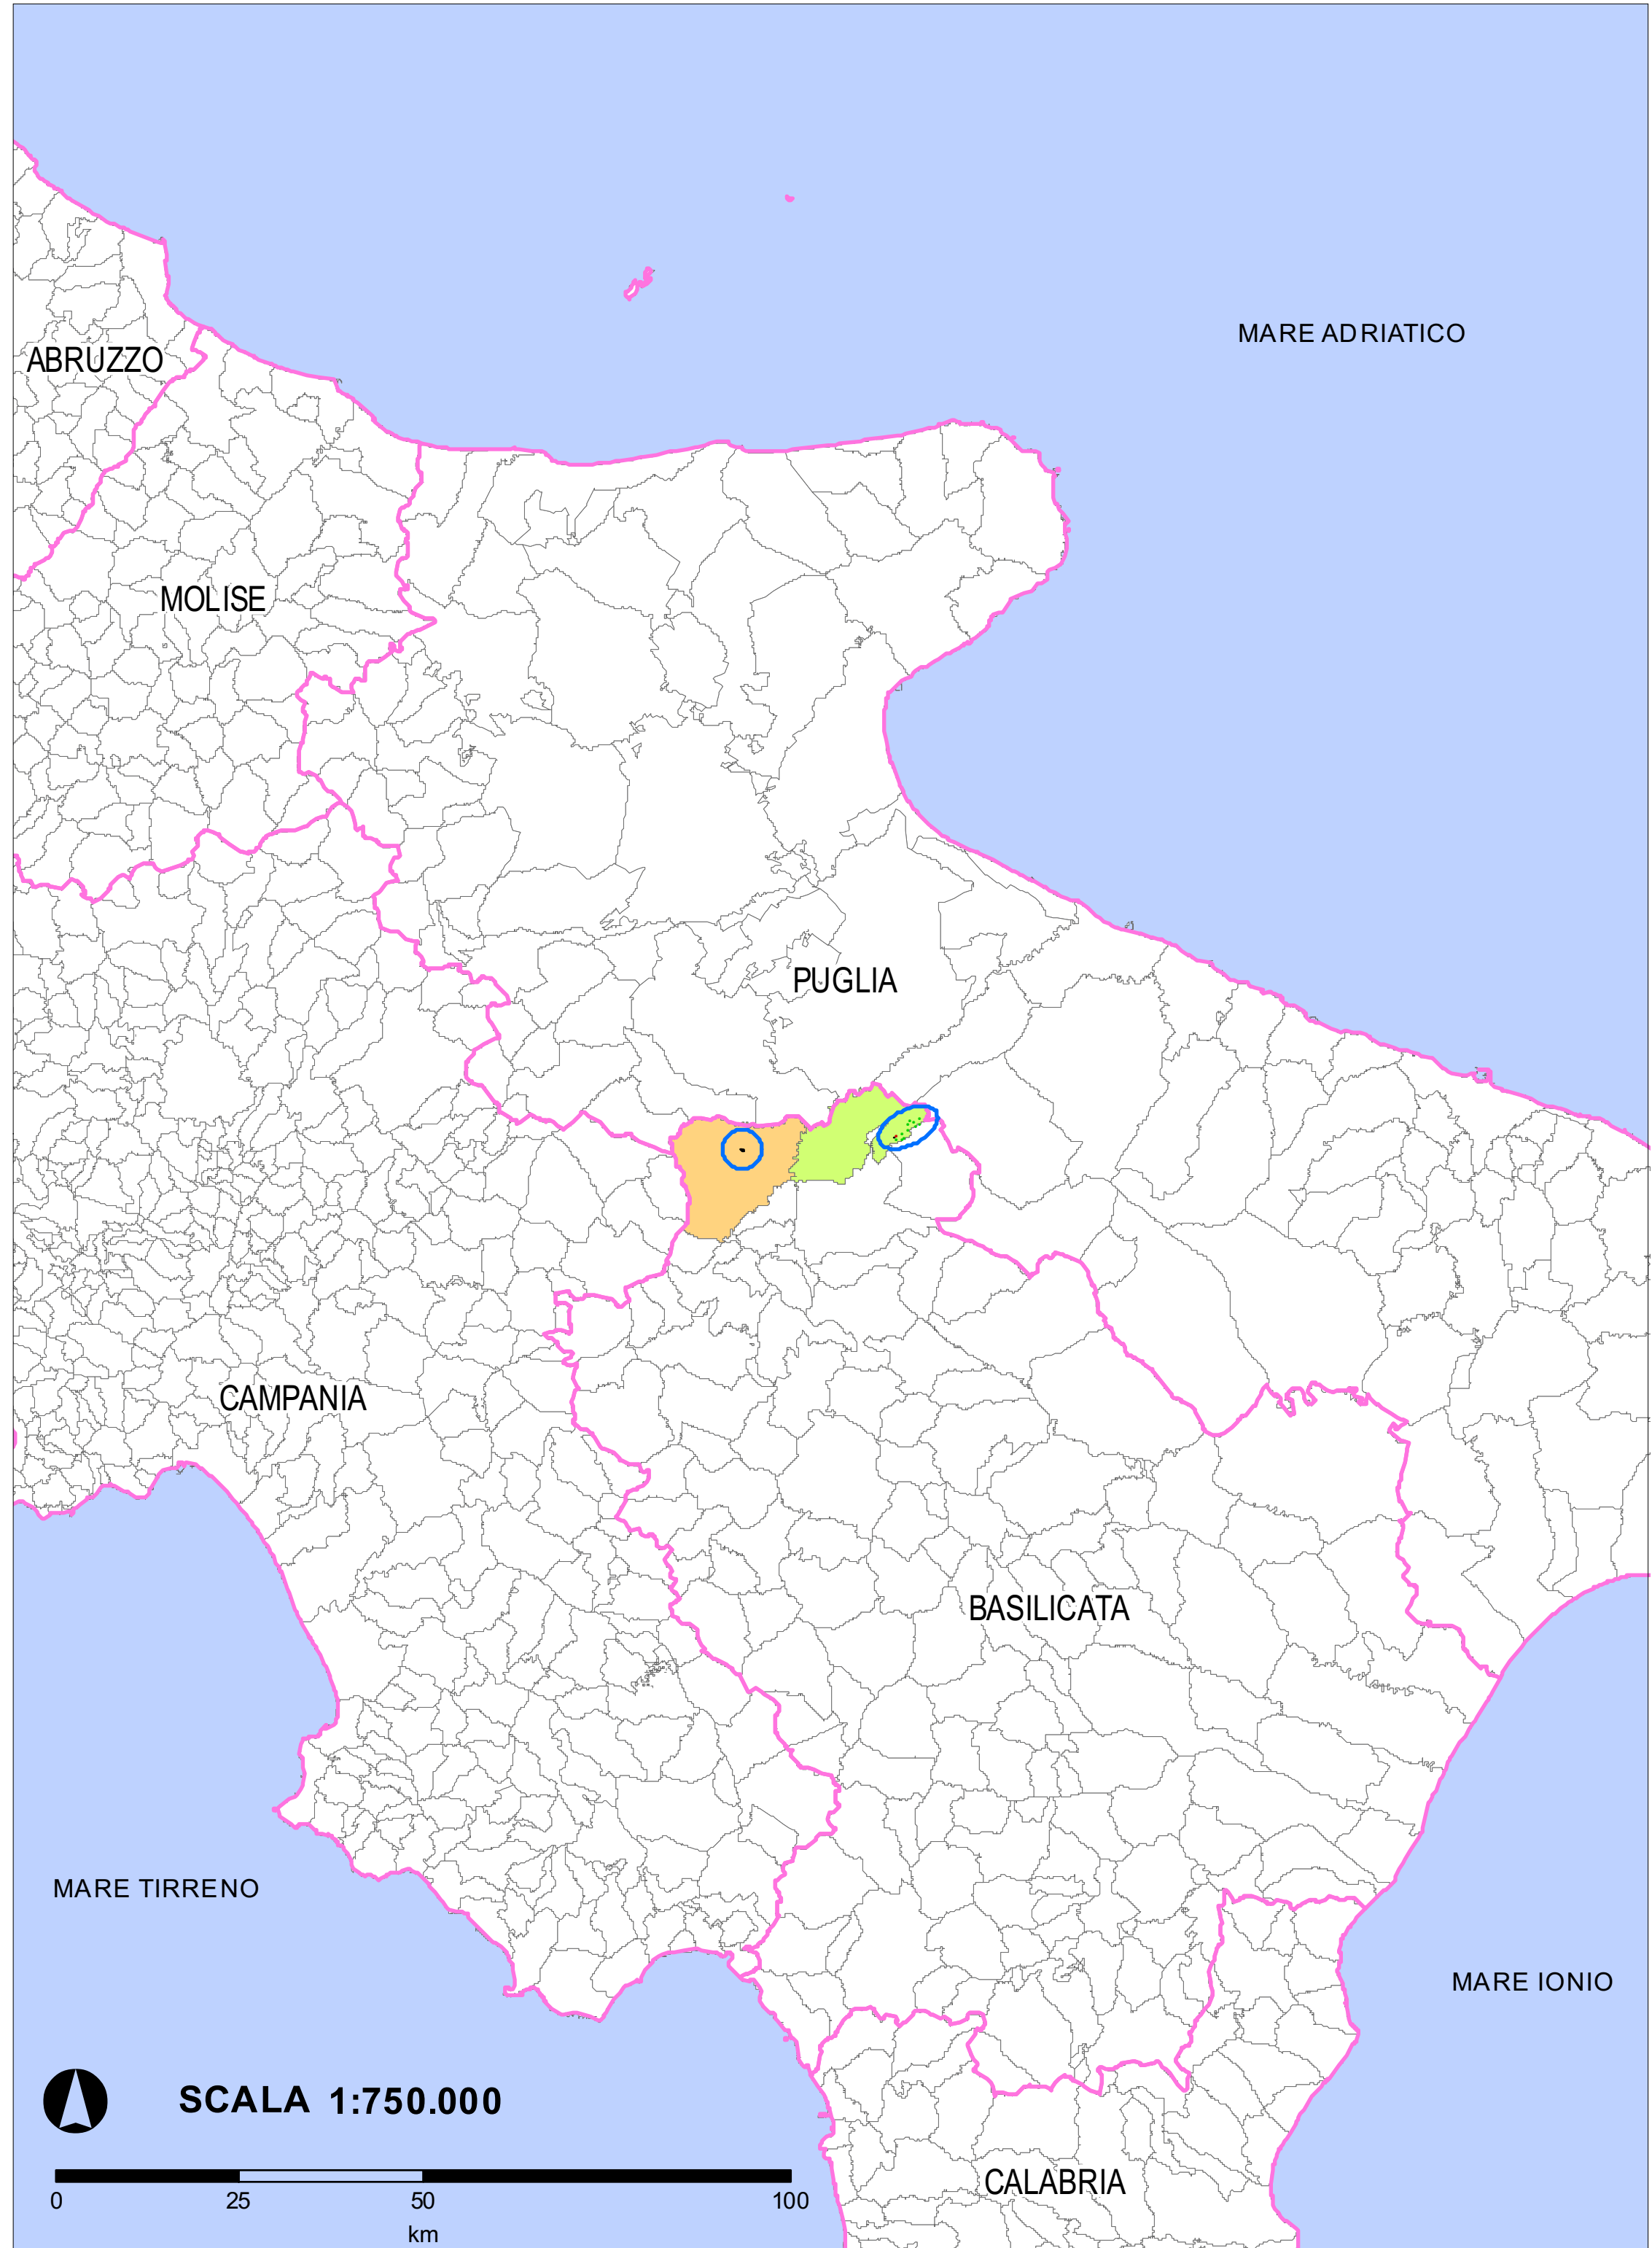 MARE ADRIATICO
ABRUZZO
MOLISE
PUGLIA
CAMPANIA
BASILICATA
MARE TIRRENO
MARE IONIO
SCALA 1:750.000
CALABRIA
0 25 50 100
km